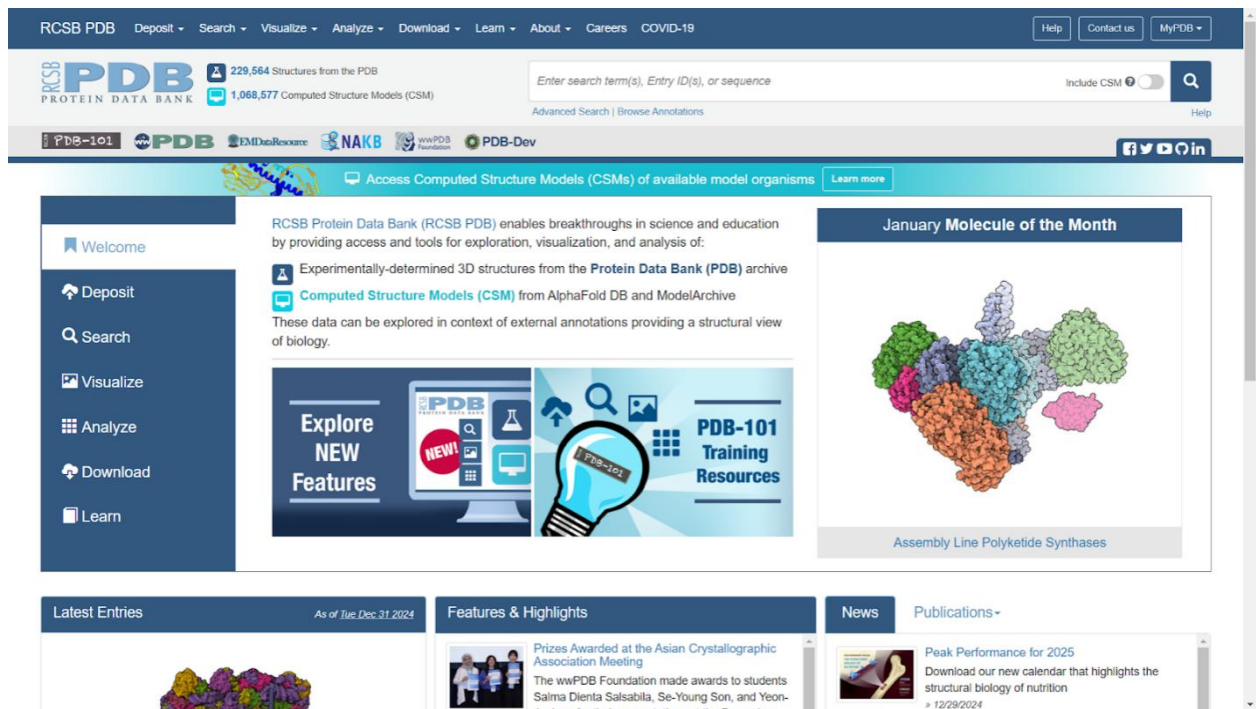 RCSB PDB Deposit Search Visualize Analyze Download Learn About Careers COVID-19 Help Contact us MyPDB
RCSB PDB
PROTEIN DATA BANK
229,564 Structures from the PDB
1,068,577 Computed Structure Models (CSM)
Enter search term(s), Entry ID(s), or sequence
Include CSM
Advanced Search | Browse Annotations
Help
PDB-101 PDB EMDataResource NAKB wwPDB Foundation PDB-Dev
Access Computed Structure Models (CSMs) of available model organisms Learn more
Welcome
Deposit
Search
Visualize
Analyze
Download
Learn
RCSB Protein Data Bank (RCSB PDB) enables breakthroughs in science and education
by providing access and tools for exploration, visualization, and analysis of:
Experimentally-determined 3D structures from the Protein Data Bank (PDB) archive
Computed Structure Models (CSM) from AlphaFold DB and ModelArchive
These data can be explored in context of external annotations providing a structural view
of biology.
Explore
NEW
Features
RCSB PDB
PROTEIN DATA BANK
NEW!
PDB-101
PDB-101
Training
Resources
January Molecule of the Month
Assembly Line Polyketide Synthases
Latest Entries As of Tue Dec 31 2024
Features & Highlights
Prizes Awarded at the Asian Crystallographic
Association Meeting
The wwPDB Foundation made awards to students
Salma Dienta Salsabila, Se-Young Son, and Yeon-
News Publications
Peak Performance for 2025
Download our new calendar that highlights the
structural biology of nutrition
» 12/29/2024